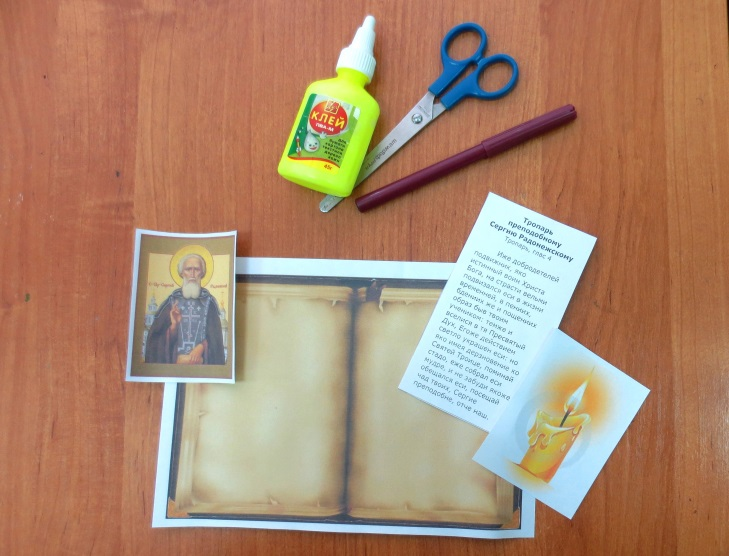 КЛЕЙ
ПВА-М
Тропарь
преподобному
Сергию Радонежскому
Тропарь, глас 4
Иже добродетелей
подвижник, яко
истинный воин Христа
Бога, на страсти вельми
подвизался еси в жизни
временней, в пениих,
бдениих же и пощениих
образ быв твоим
учеником; темже и
вселися в тя Пресвятый
Дух, Егоже действием
светло украшен еси: но
яко имея дерзновение ко
Святей Троице, поминай
стадо, еже собрал еси
мудре, и не забуди якоже
обещался еси, посещая
чад твоих, Сергие
преподобне, отче наш.